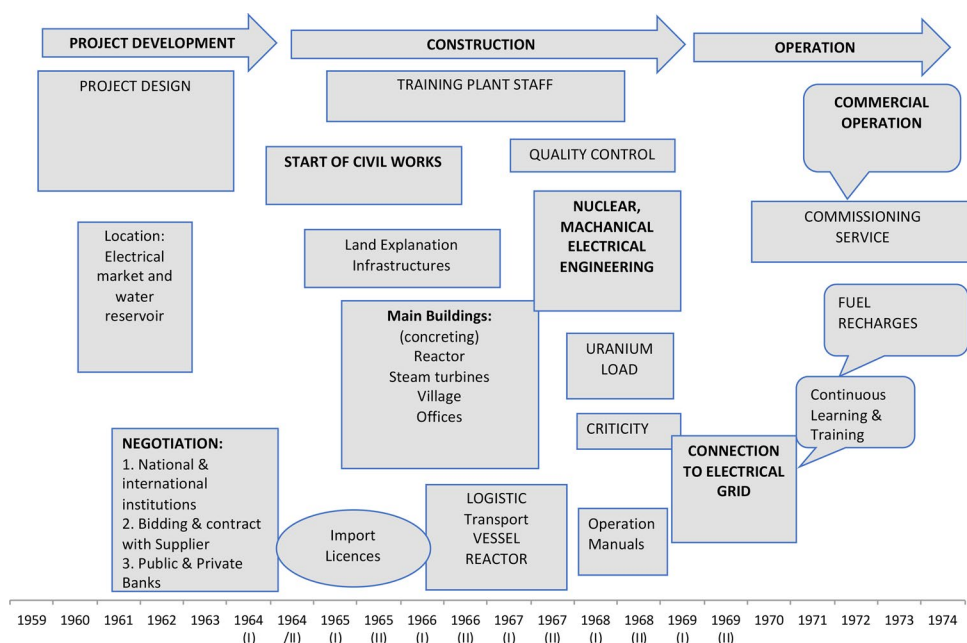 PROJECT DEVELOPMENT
CONSTRUCTION
OPERATION
PROJECT DESIGN
TRAINING PLANT STAFF
COMMERCIAL
OPERATION
START OF CIVIL WORKS
QUALITY CONTROL
NUCLEAR,
MACHANICAL
ELECTRICAL
ENGINEERING
COMMISSIONING
SERVICE
Location:
Electrical
market and
water
reservoir
Land Explanation
Infrastructures
Main Buildings:
(concreting)
Reactor
Steam turbines
Village
Offices
URANIUM
LOAD
FUEL
RECHARGES
CRITICITY
Continuous
Learning &
Training
NEGOTIATION:
1. National &
international
institutions
2. Bidding & contract
with Supplier
3. Public & Private
Banks
CONNECTION
TO ELECTRICAL
GRID
Import
Licences
LOGISTIC
Transport
VESSEL
REACTOR
Operation
Manuals
1959 1960 1961 1962 1963 1964 1964 1965 1965 1966 1966 1967 1967 1968 1968 1969 1969 1970 1971 1972 1973 1974
(I) /II) (I) (II) (I) (II) (I) (II) (I) (II) (I) (II)